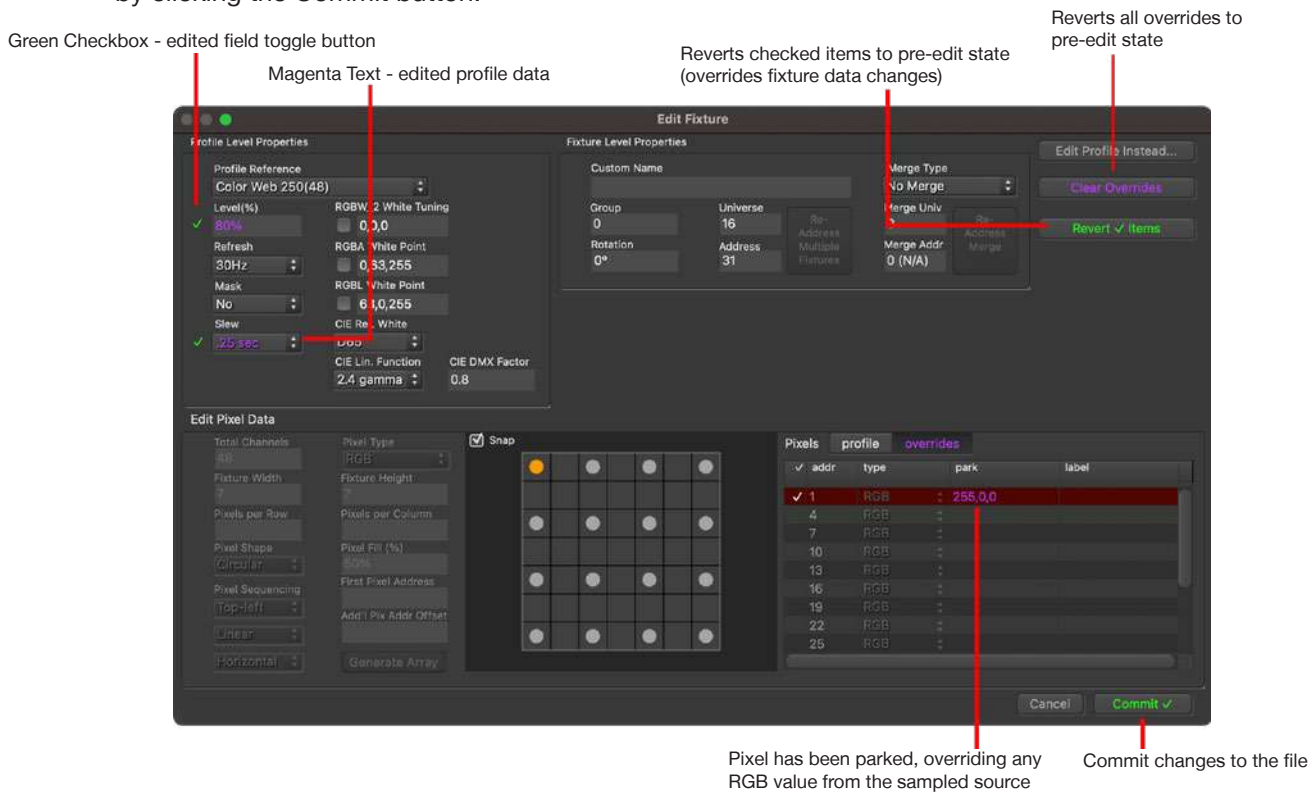 by clicking the Commit button.
Reverts all overrides to
pre-edit state
Green Checkbox - edited field toggle button
Reverts checked items to pre-edit state
(overrides fixture data changes)
Magenta Text - edited profile data
Edit Fixture
Profile Level Properties
Fixture Level Properties
Edit Profile Instead...
Profile Reference
Custom Name
Merge Type
Color Web 250(48)
No Merge
Clear Overrides
Level(%)
RGBW/2 White Tuning
Group
Universe
Merge Univ
✓ 80%
0,0,0
0
16
Re-Address Multiple Fixtures
Re-Address Merge
Revert ✓ Items
Refresh
RGBA White Point
Rotation
Address
Merge Addr
30Hz
0,63,255
0°
31
0 (N/A)
Mask
RGBL White Point
No
63,0,255
Slew
CIE Ref. White
✓ .25 sec
D65
CIE Lin. Function
CIE DMX Factor
2.4 gamma
0.8
Edit Pixel Data
Total Channels
Pixel Type
Snap
Pixels
profile
overrides
48
RGB
✓ addr type park label
Fixture Width
Fixture Height
7
7
✓ 1 RGB 255,0,0
Pixels per Row
Pixels per Column
4 RGB
7 RGB
Pixel Shape
Pixel Fill (%)
10 RGB
Circular
50%
13 RGB
Pixel Sequencing
First Pixel Address
16 RGB
Top-left
Add'l Pix Addr Offset
19 RGB
Linear
22 RGB
Horizontal
Generate Array
25 RGB
Cancel
Commit ✓
Pixel has been parked, overriding any
RGB value from the sampled source
Commit changes to the file